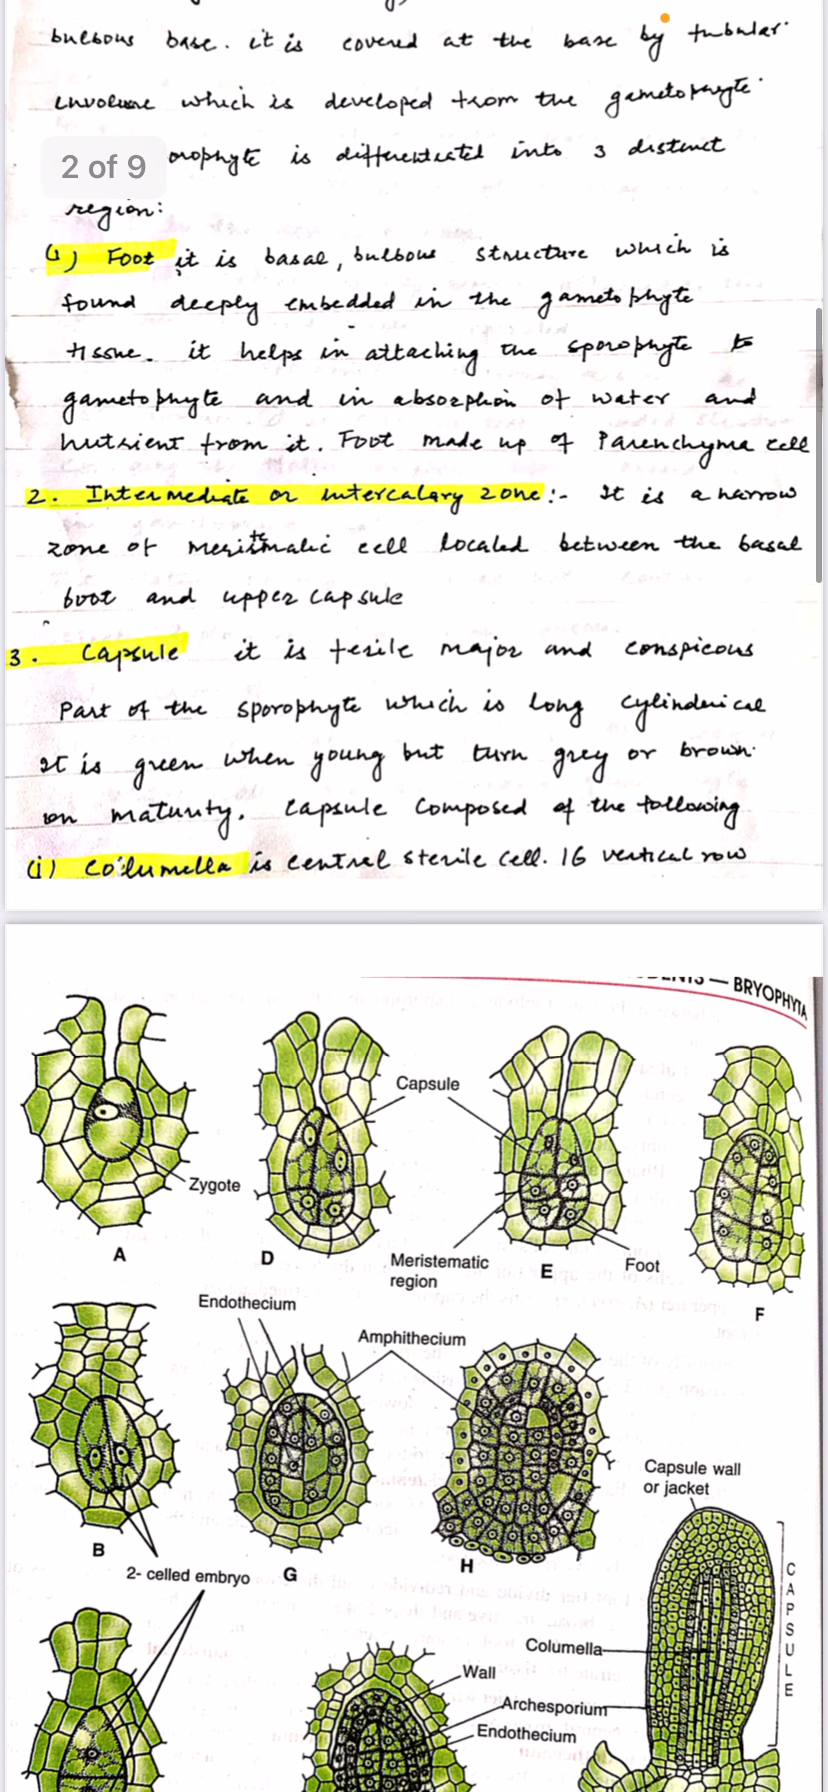 bulbous base. it is covered at the base by tubular
involucre which is developed from the gametophyte
orophyte is differentiated into 3 distinct
2 of 9
region:
(1) Foot it is basal, bulbous structure which is
found deeply embedded in the gametophyte
tissue. it helps in attaching the sporophyte to
gametophyte and in absorption of water and
nutrient from it. Foot made up of Parenchyma cell
2. Intermediate or intercalary zone:- It is a narrow
zone of located between the basal
foot and upper capsule
3. Capsule it is major and conspicous
Part of the sporophyte which is long cylinderical
It is green when young but turn grey or brown
on maturity. Capsule Composed of the following
(i) Columella is central sterile cell. 16 vertical row
— BRYOPHYTA
Capsule
Zygote
A
D
Meristematic
region
E
Foot
F
Endothecium
Amphithecium
Capsule wall
or jacket
B
2- celled embryo
G
H
CAPSULE
Columella
Wall
Archesporium
Endothecium